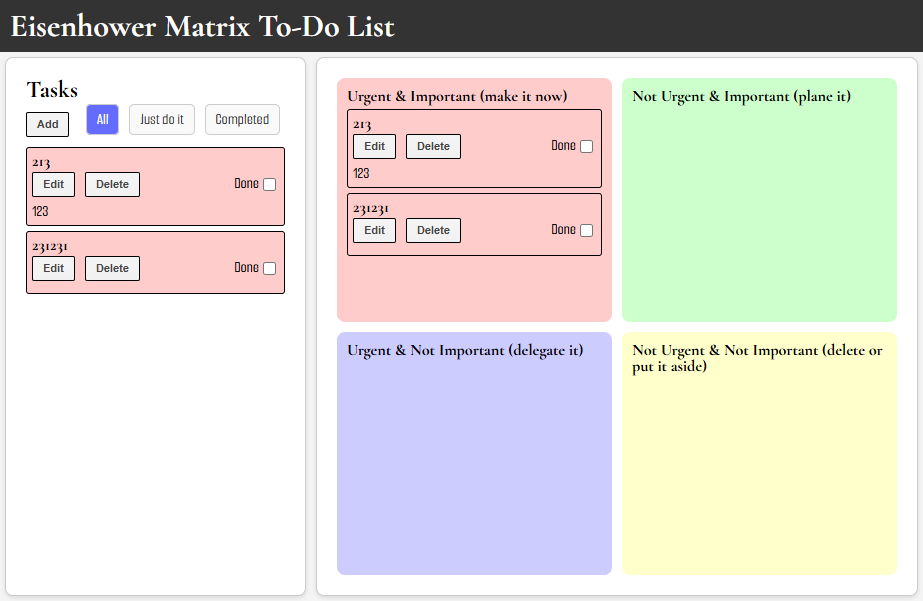 Eisenhower Matrix To-Do List
Tasks
Add
All
Just do it
Completed
213
Edit
Delete
Done
123
231231
Edit
Delete
Done
Urgent & Important (make it now)
213
Edit
Delete
Done
123
231231
Edit
Delete
Done
Not Urgent & Important (plane it)
Urgent & Not Important (delegate it)
Not Urgent & Not Important (delete or
put it aside)